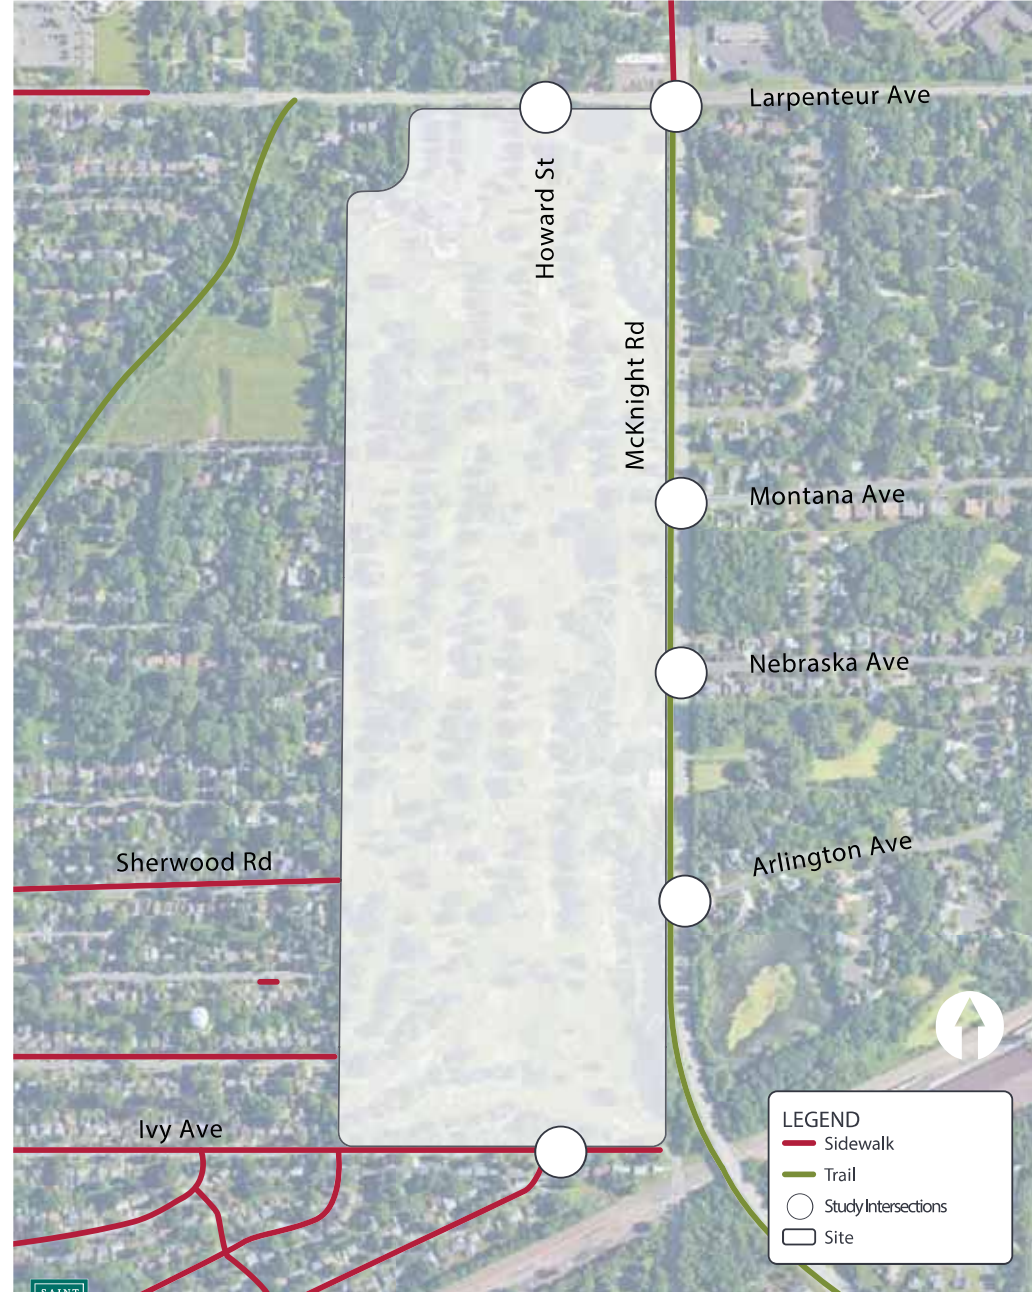 Larpenteur Ave
Howard St
McKnight Rd
Montana Ave
Nebraska Ave
Sherwood Rd
Arlington Ave
Ivy Ave
LEGEND
Sidewalk
Trail
Study Intersections
Site
SAINT